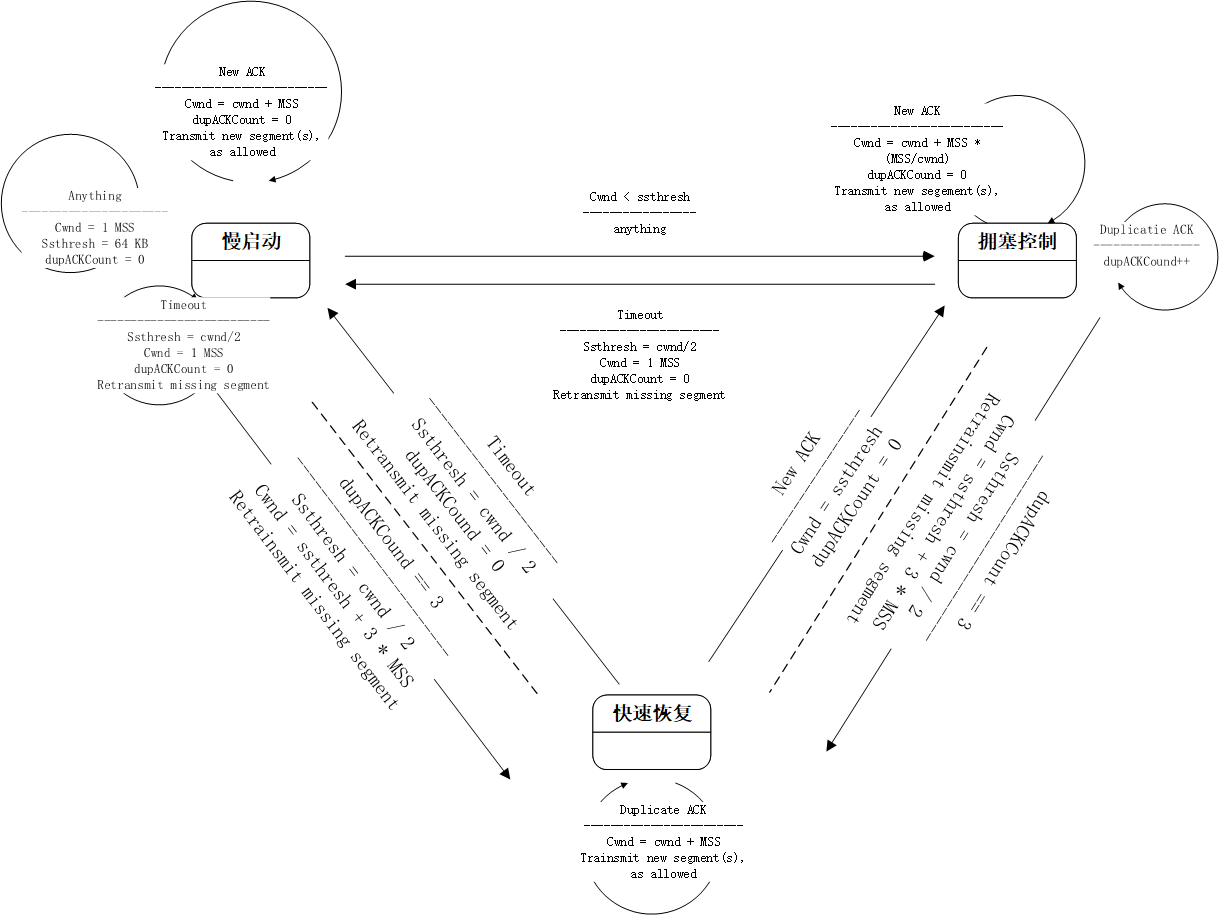 New ACK
Cwnd = cwnd + MSS
dupACKCount = 0
Transmit new segment(s),
as allowed
New ACK
Cwnd = cwnd + MSS *
(MSS/cwnd)
dupACKCound = 0
Transmit new segement(s),
as allowed
Anything
Cwnd = 1 MSS
Ssthresh = 64 KB
dupACKCount = 0
Cwnd < ssthresh
anything
慢启动
拥塞控制
Duplicatie ACK
dupACKCound++
Timeout
Ssthresh = cwnd/2
Cwnd = 1 MSS
dupACKCount = 0
Retransmit missing segment
Timeout
Ssthresh = cwnd/2
Cwnd = 1 MSS
dupACKCount = 0
Retransmit missing segment
dupACKCound == 3
Ssthresh = cwnd / 2
Cwnd = ssthresh + 3 * MSS
Retrainsmit missing segment
Timeout
Ssthresh = cwnd / 2
dupACKCound = 0
Retransmit missing segment
New ACK
Cwnd = ssthresh
dupACKCount = 0
dupACKCount == 3
Ssthresh = cwnd / 2
Cwnd = ssthresh + 3 * MSS
Retrainsmit missing segment
快速恢复
Duplicate ACK
Cwnd = cwnd + MSS
Trainsmit new segment(s),
as allowed